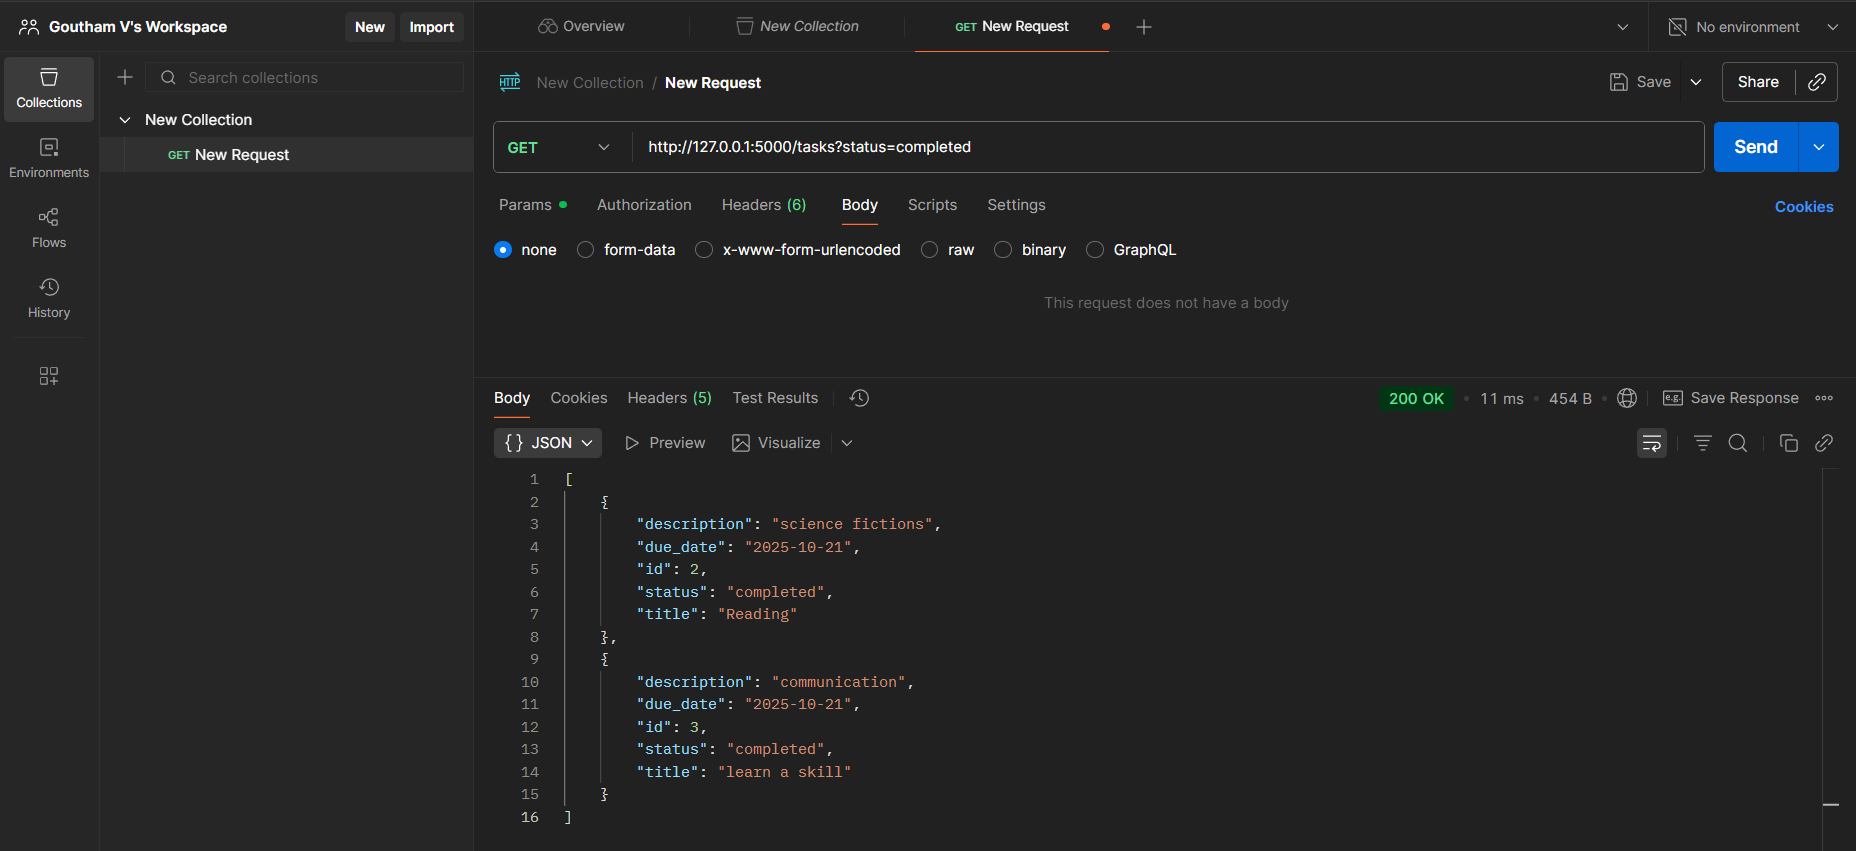 Goutham V's Workspace
New
Import
Overview
New Collection
GET New Request
No environment
Collections
Environments
Flows
History
Search collections
New Collection
GET New Request
HTTP New Collection / New Request
Save
Share
GET
http://127.0.0.1:5000/tasks?status=completed
Send
Params
Authorization
Headers (6)
Body
Scripts
Settings
Cookies
none
form-data
x-www-form-urlencoded
raw
binary
GraphQL
This request does not have a body
Body
Cookies
Headers (5)
Test Results
200 OK
11 ms
454 B
e.g. Save Response
{} JSON
Preview
Visualize
1 [
2 {
3 "description": "science fictions",
4 "due_date": "2025-10-21",
5 "id": 2,
6 "status": "completed",
7 "title": "Reading"
8 },
9 {
10 "description": "communication",
11 "due_date": "2025-10-21",
12 "id": 3,
13 "status": "completed",
14 "title": "learn a skill"
15 }
16 ]